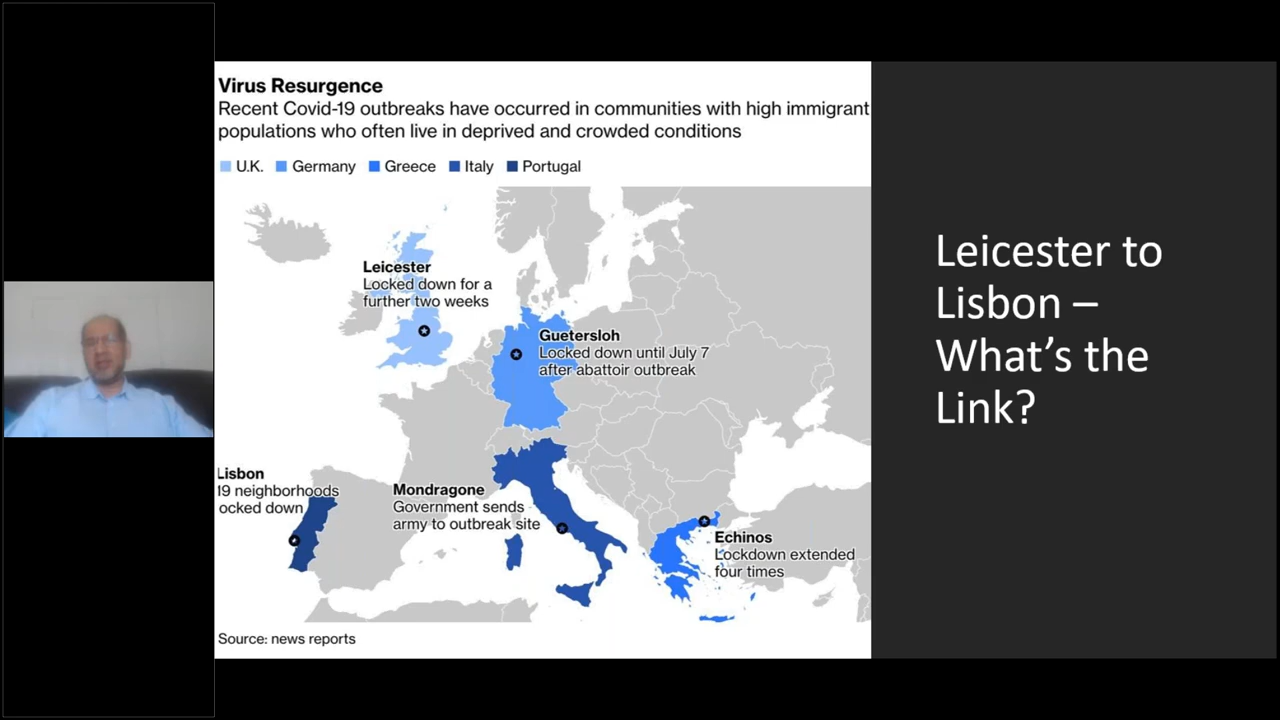 Virus Resurgence
Recent Covid-19 outbreaks have occurred in communities with high immigrant
populations who often live in deprived and crowded conditions
U.K. Germany Greece Italy Portugal
Leicester
Locked down for a
further two weeks
Guetersloh
Locked down until July 7
after abattoir outbreak
Lisbon
19 neighborhoods
ocked down
Mondragone
Government sends
army to outbreak site
Echinos
Lockdown extended
four times
Source: news reports
Leicester to
Lisbon –
What's the
Link?